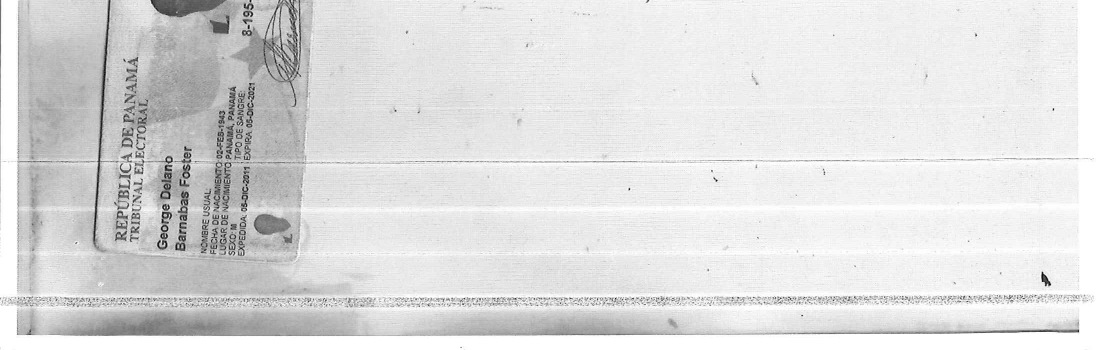 REPÚBLICA DE PANAMÁ
TRIBUNAL ELECTORAL
George Delano
Barnabas Foster
NOMBRE USUAL:
FECHA DE NACIMIENTO: 02-FEB-1943
LUGAR DE NACIMIENTO: PANAMÁ, PANAMÁ
SEXO: M TIPO DE SANGRE:
EXPEDIDA: 05-DIC-2011 EXPIRA: 05-DIC-2021
8-195-